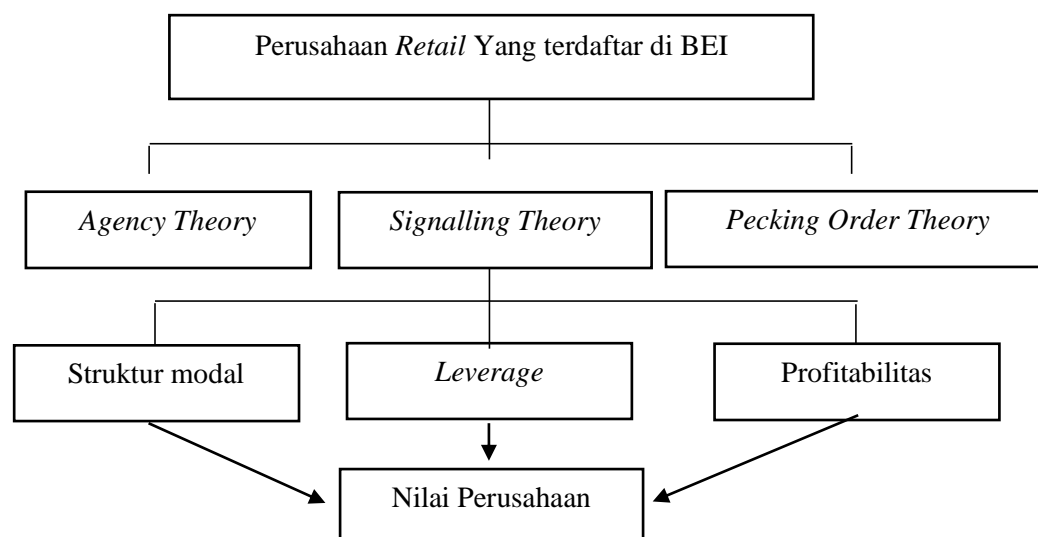 Perusahaan Retail Yang terdaftar di BEI
Agency Theory
Signalling Theory
Pecking Order Theory
Struktur modal
Leverage
Profitabilitas
Nilai Perusahaan